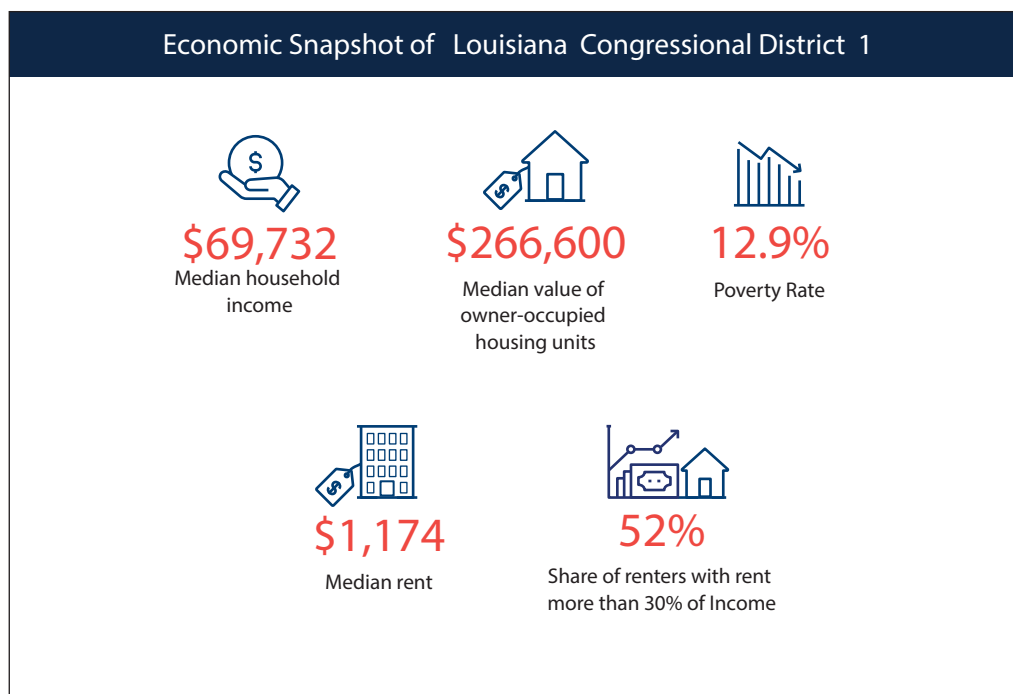 Economic Snapshot of Louisiana Congressional District 1
$
$69,732
Median household
income
$
$266,600
Median value of
owner-occupied
housing units
12.9%
Poverty Rate
$
$1,174
Median rent
52%
Share of renters with rent
more than 30% of Income